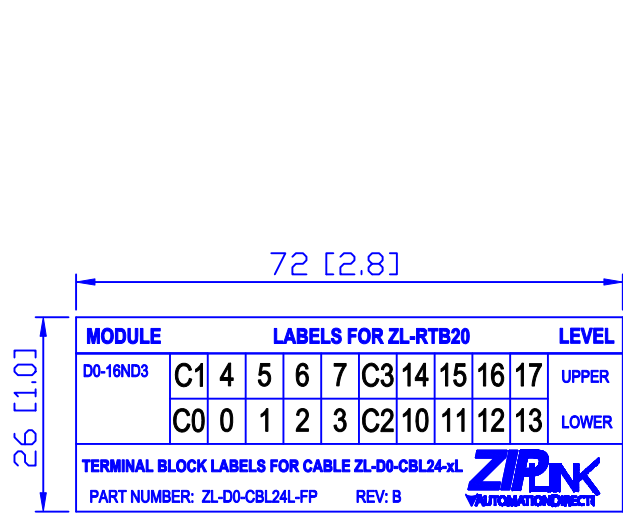 72 [2.8]
26 [1.0]
MODULE LABELS FOR ZL-RTB20 LEVEL
D0-16ND3 C1 4 5 6 7 C3 14 15 16 17 UPPER
C0 0 1 2 3 C2 10 11 12 13 LOWER
TERMINAL BLOCK LABELS FOR CABLE ZL-D0-CBL24-xL
ZIPLINK
PART NUMBER: ZL-D0-CBL24L-FP REV: B
AUTOMATIONDIRECT